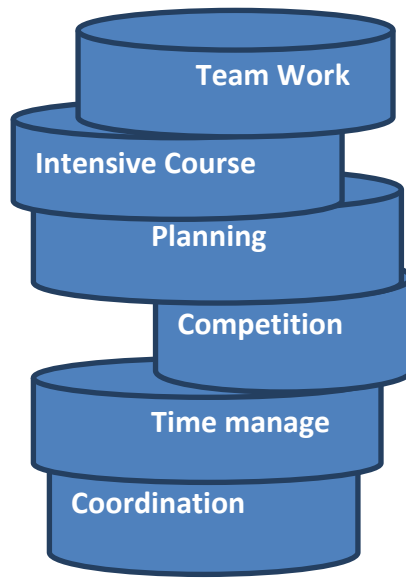 Team Work
Intensive Course
Planning
Competition
Time manage
Coordination